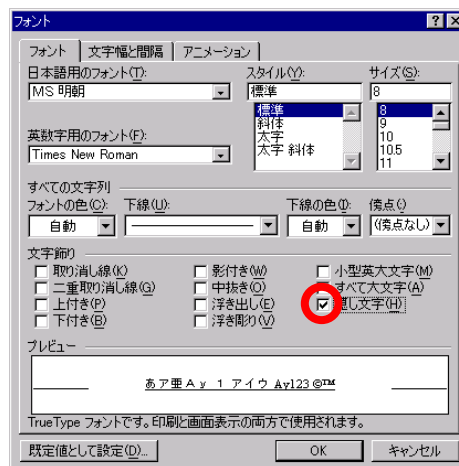 フォント
フォント 文字幅と間隔 アニメーション
日本語用のフォント(T): スタイル(Y): サイズ(S):
MS 明朝 標準 8
標準 8
斜体 9
太字 10
太字 斜体 10.5
11
英数字用のフォント(F):
Times New Roman
すべての文字列
フォントの色(C): 下線(U): 下線の色(I): 傍点(:)
自動 自動 (傍点なし)
文字飾り
取り消し線(K) 影付き(W) 小型英大文字(M)
二重取り消し線(G) 中抜き(O) すべて大文字(A)
上付き(P) 浮き出し(E) 隠し文字(H)
下付き(B) 浮き彫り(V)
プレビュー
あア亜Ay 1 アイウ Ay123©™
TrueType フォントです。印刷と画面表示の両方で使用されます。
既定値として設定(D)... OK キャンセル